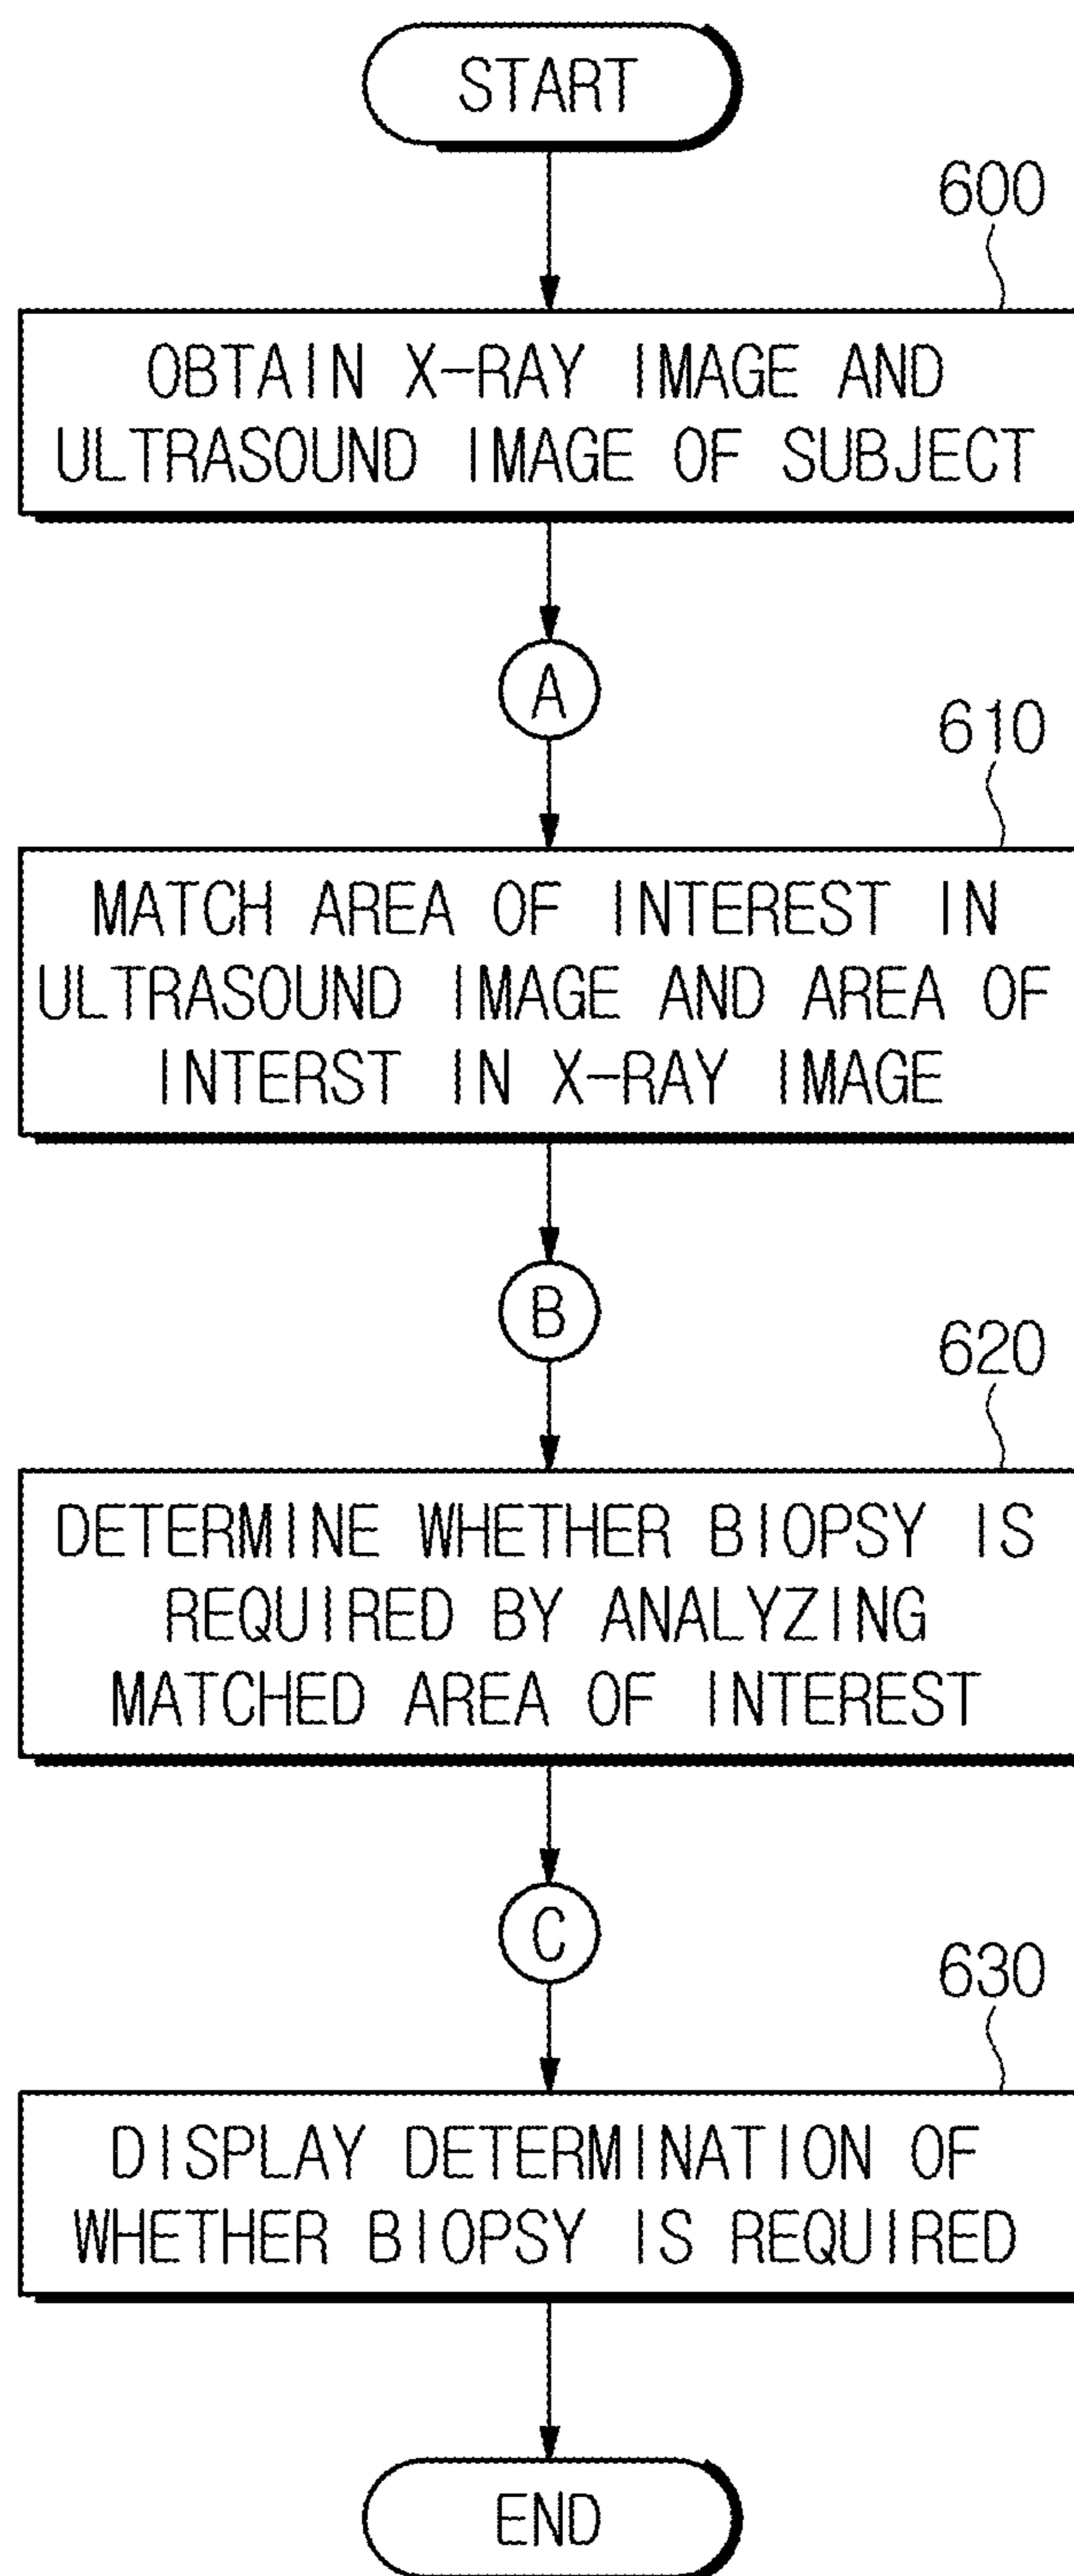 START
600
OBTAIN X-RAY IMAGE AND
ULTRASOUND IMAGE OF SUBJECT
A
610
MATCH AREA OF INTEREST IN
ULTRASOUND IMAGE AND AREA OF
INTERST IN X-RAY IMAGE
B
620
DETERMINE WHETHER BIOPSY IS
REQUIRED BY ANALYZING
MATCHED AREA OF INTEREST
C
630
DISPLAY DETERMINATION OF
WHETHER BIOPSY IS REQUIRED
END